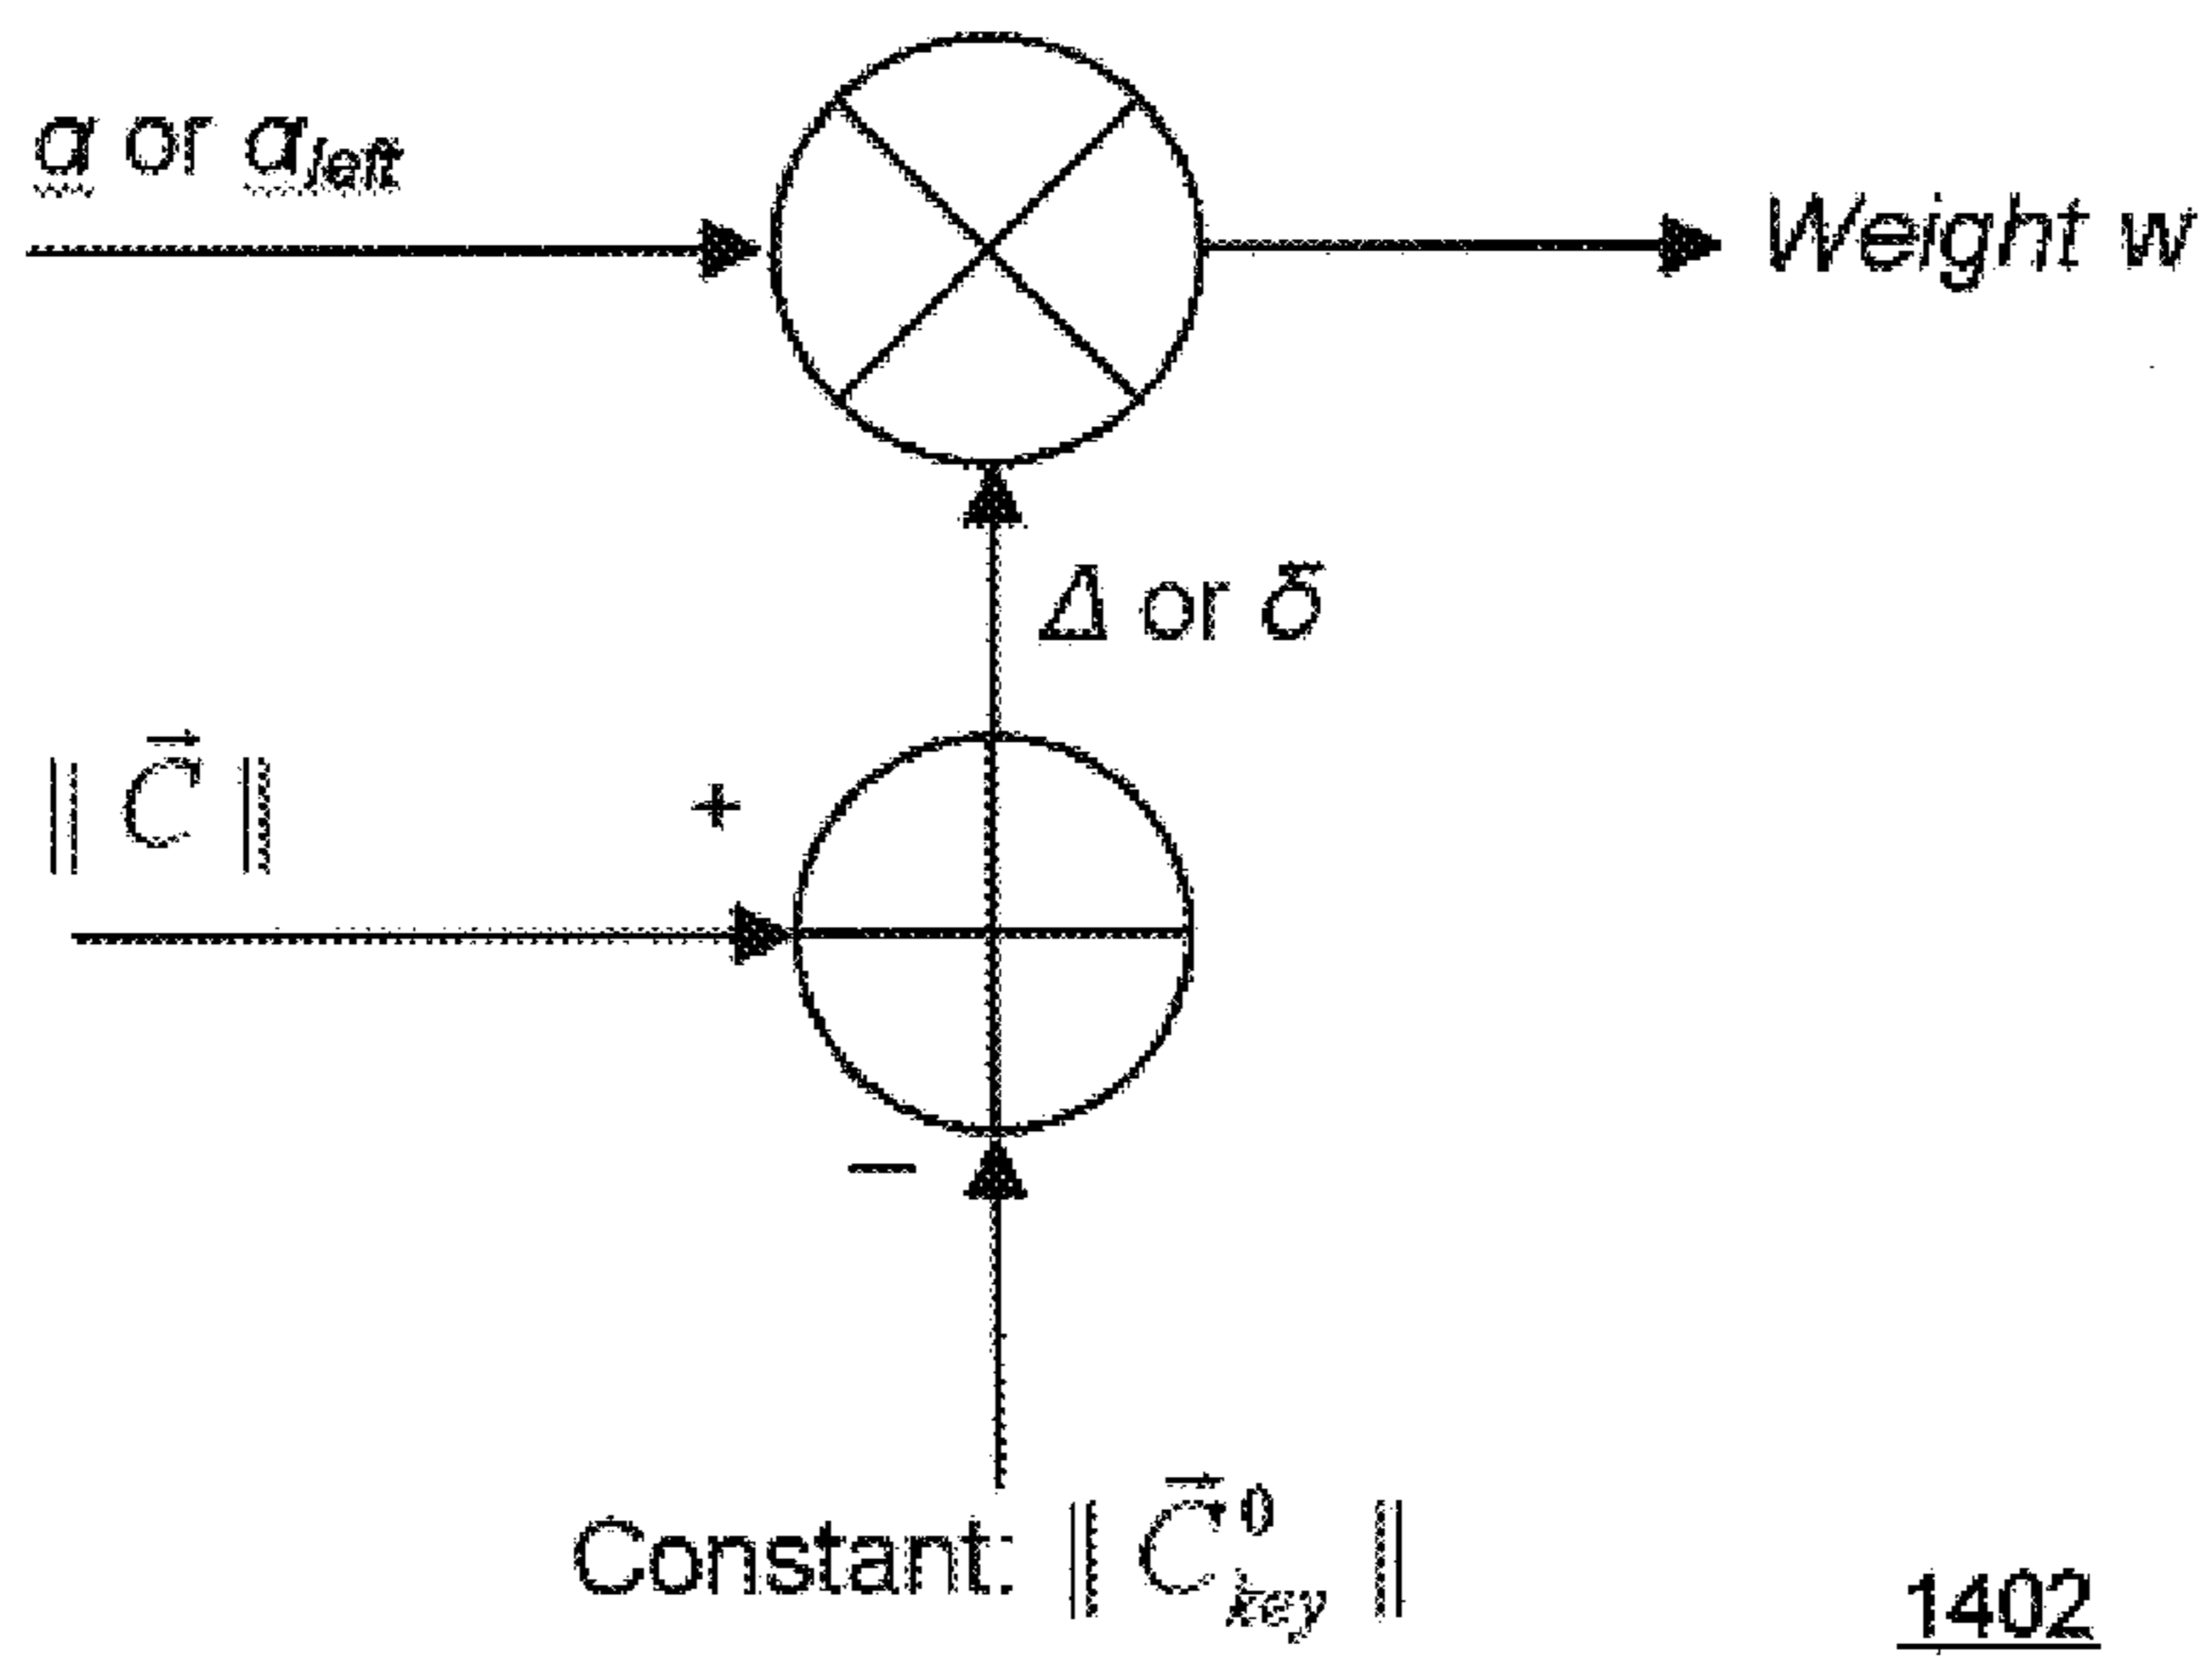 α or α_left
Weight w
Δ or δ
‖ C⃗ ‖
+
−
Constant: ‖ C⃗⁰_key ‖
1402